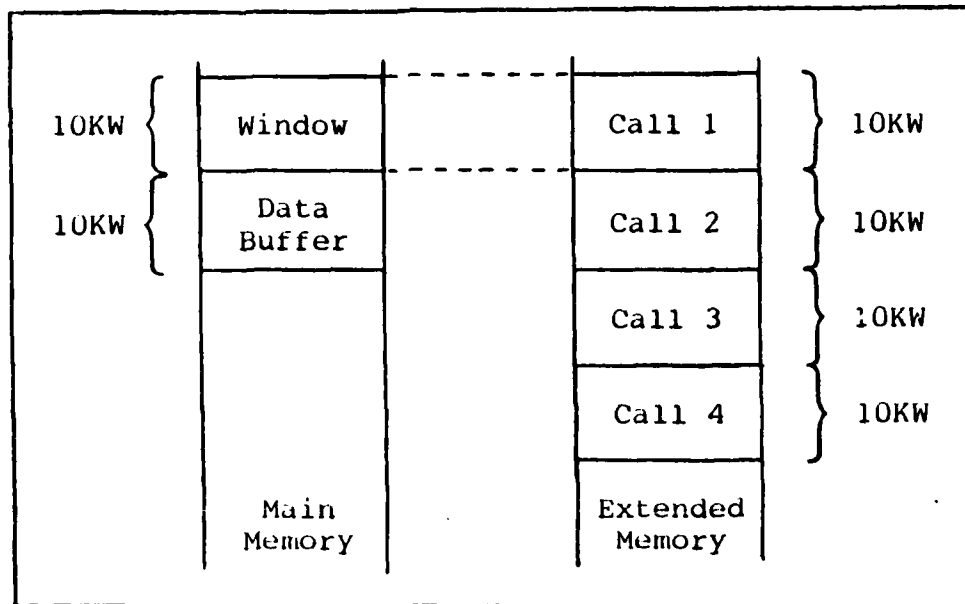 10KW Window Call 1 10KW
10KW Data Buffer Call 2 10KW
Call 3 10KW
Call 4 10KW
Main Memory Extended Memory